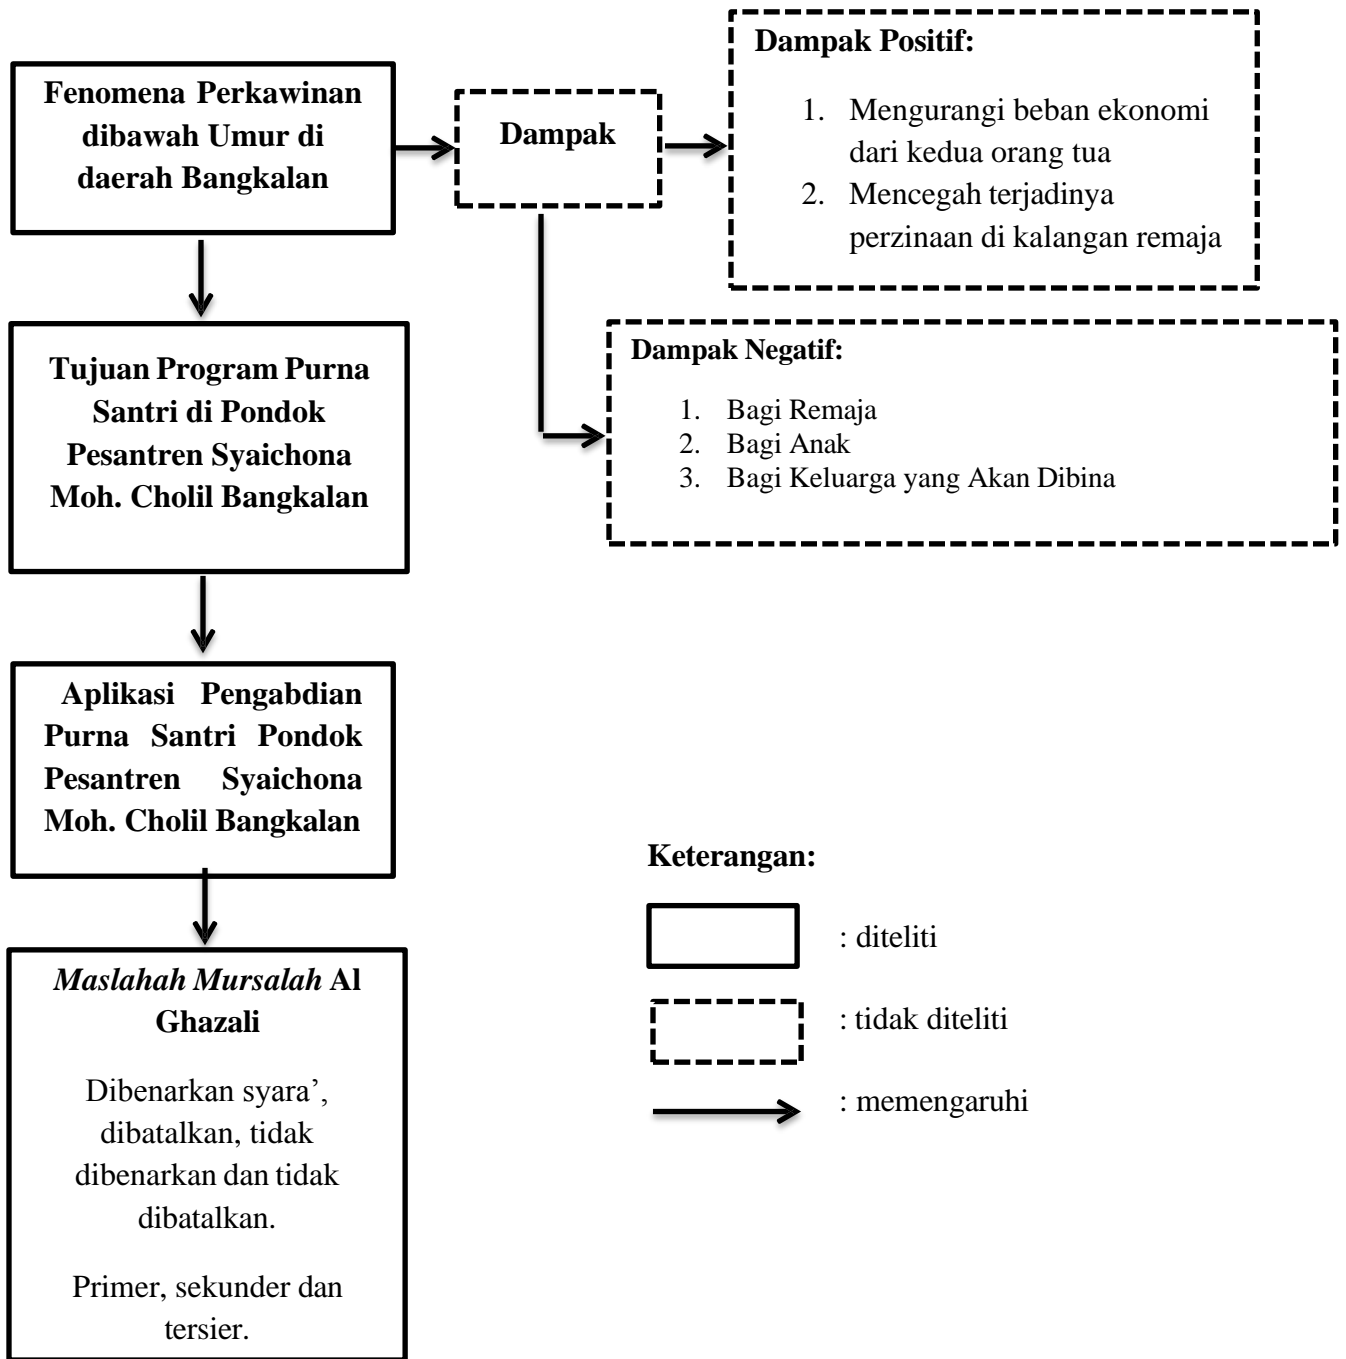 Fenomena Perkawinan
dibawah Umur di
daerah Bangkalan
Dampak
Dampak Positif:
1. Mengurangi beban ekonomi
dari kedua orang tua
2. Mencegah terjadinya
perzinaan di kalangan remaja
Dampak Negatif:
1. Bagi Remaja
2. Bagi Anak
3. Bagi Keluarga yang Akan Dibina
Tujuan Program Purna
Santri di Pondok
Pesantren Syaichona
Moh. Cholil Bangkalan
Aplikasi Pengabdian
Purna Santri Pondok
Pesantren Syaichona
Moh. Cholil Bangkalan
Maslahah Mursalah Al
Ghazali
Dibenarkan syara’,
dibatalkan, tidak
dibenarkan dan tidak
dibatalkan.
Primer, sekunder dan
tersier.
Keterangan:
: diteliti
: tidak diteliti
: memengaruhi